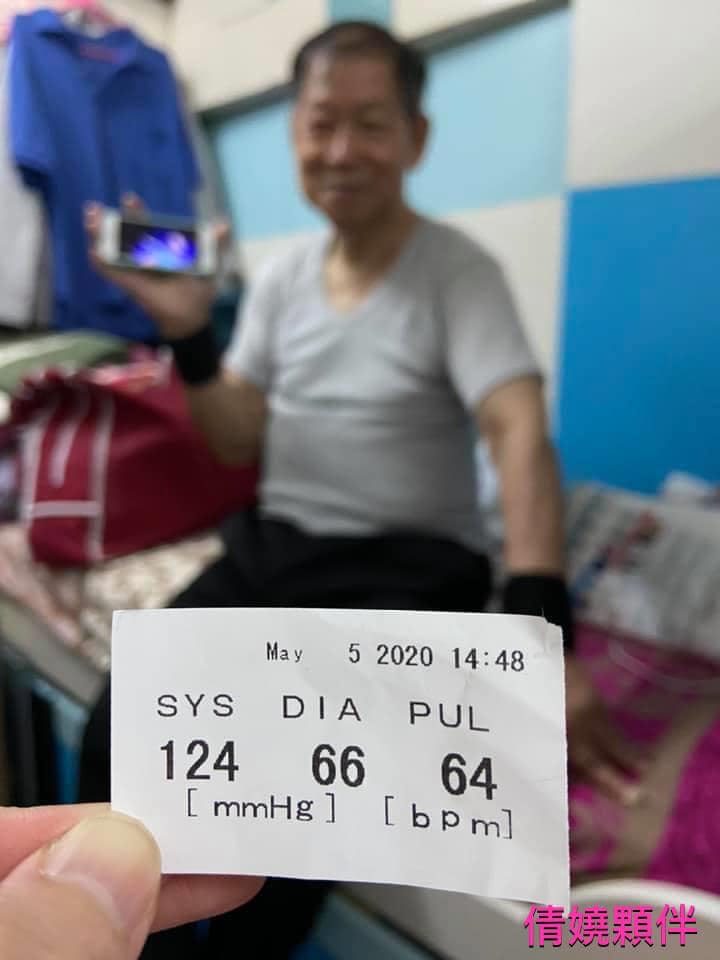 May 5 2020 14:48
SYS DIA PUL
124 66 64
[ mmHg ] [ bpm]
倩嬈顆伴